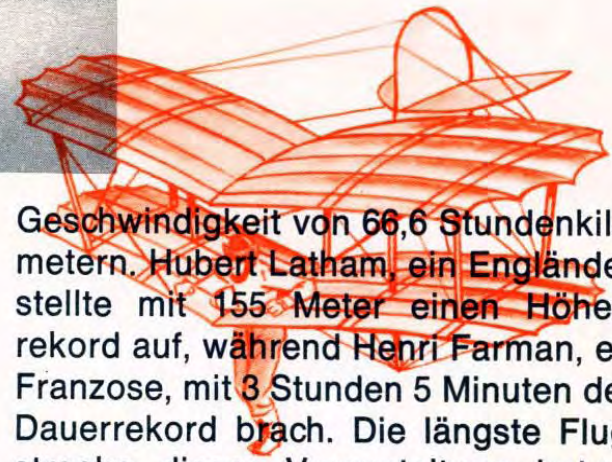 Geschwindigkeit von 66,6 Stundenkil
metern. Hubert Latham, ein Englände
stellte mit 155 Meter einen Höhe
rekord auf, während Henri Farman, e
Franzose, mit 3 Stunden 5 Minuten de
Dauerrekord brach. Die längste Flug